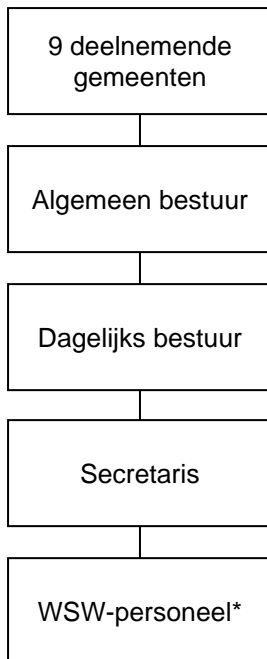 9 deelnemende
gemeenten
Algemeen bestuur
Dagelijks bestuur
Secretaris
WSW-personeel*